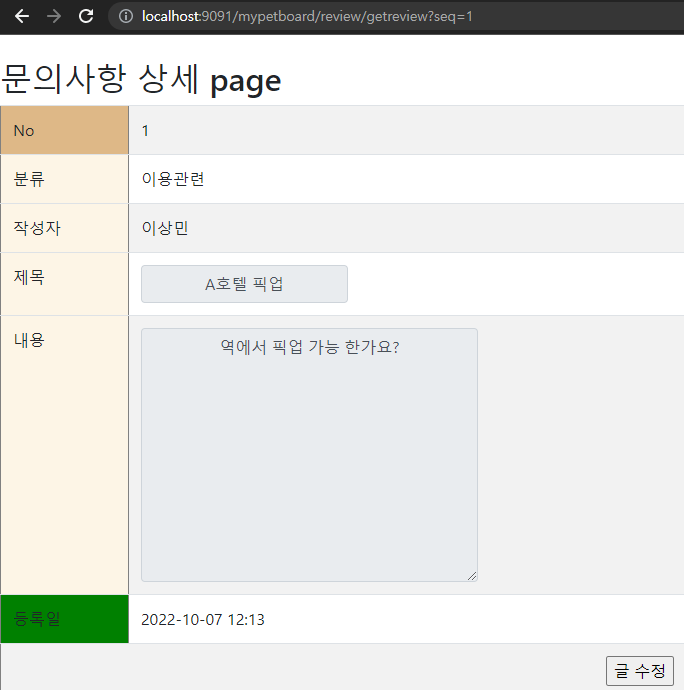 localhost:9091/mypetboard/review/getreview?seq=1
문의사항 상세 page
No 1
분류 이용관련
작성자 이상민
제목 A호텔 픽업
내용 역에서 픽업 가능 한가요?
등록일 2022-10-07 12:13
글 수정